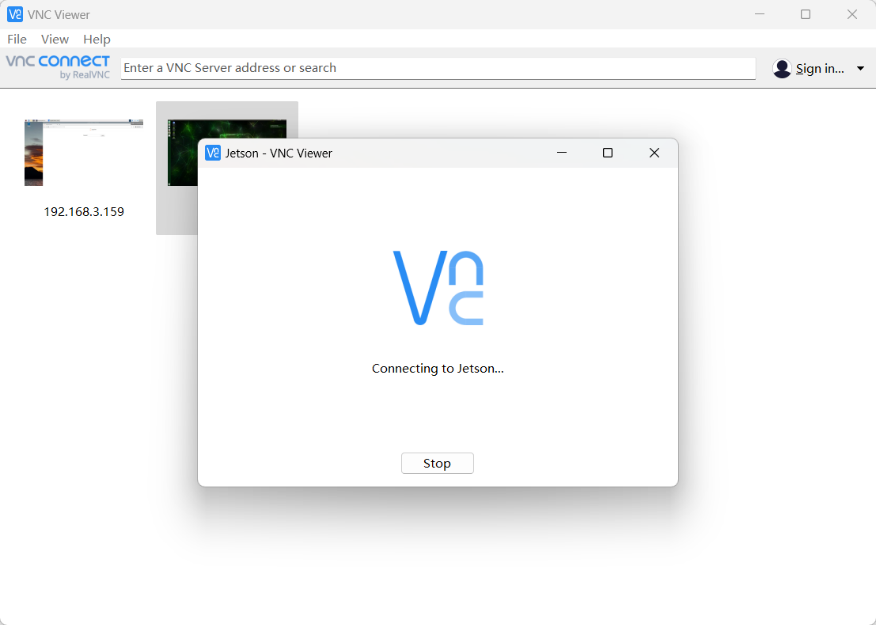 VNC Viewer
File View Help
vnc connect
by RealVNC
Enter a VNC Server address or search
Sign in...
192.168.3.159
Jetson - VNC Viewer
Connecting to Jetson...
Stop